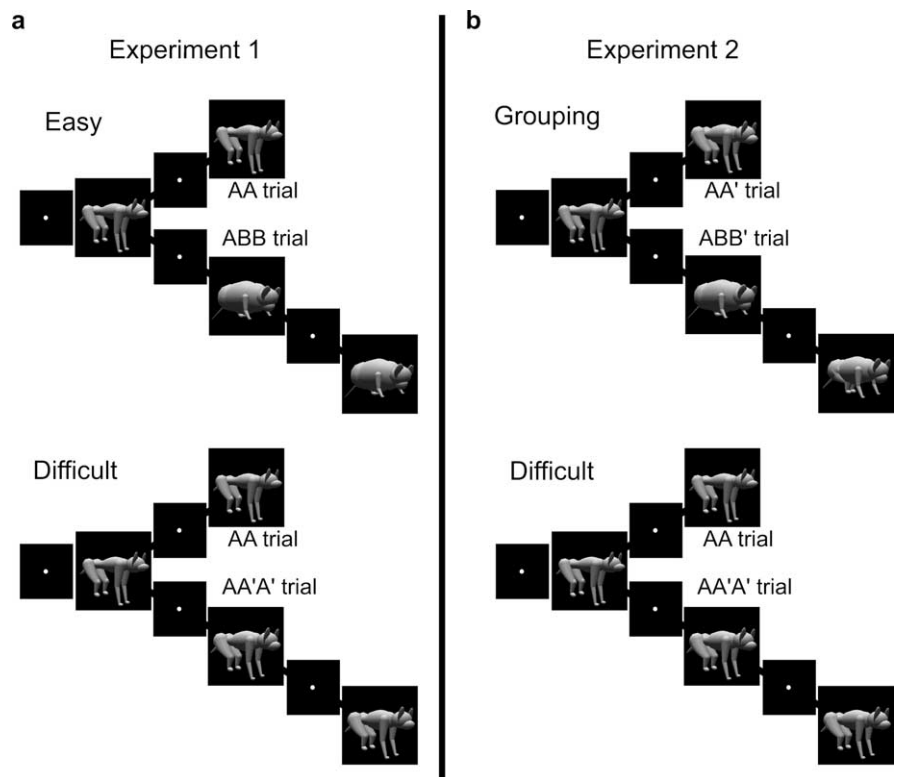 a
Experiment 1
Easy
AA trial
ABB trial
Difficult
AA trial
AA'A' trial
b
Experiment 2
Grouping
AA' trial
ABB' trial
Difficult
AA trial
AA'A' trial